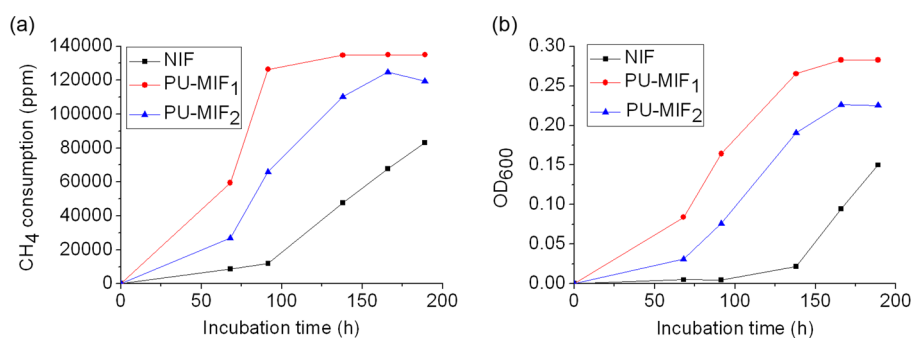 (a)
CH4 consumption (ppm)
140000
120000
100000
80000
60000
40000
20000
0
NIF
PU-MIF1
PU-MIF2
0 50 100 150 200
Incubation time (h)
(b)
OD600
0.30
0.25
0.20
0.15
0.10
0.05
0.00
NIF
PU-MIF1
PU-MIF2
0 50 100 150 200
Incubation time (h)